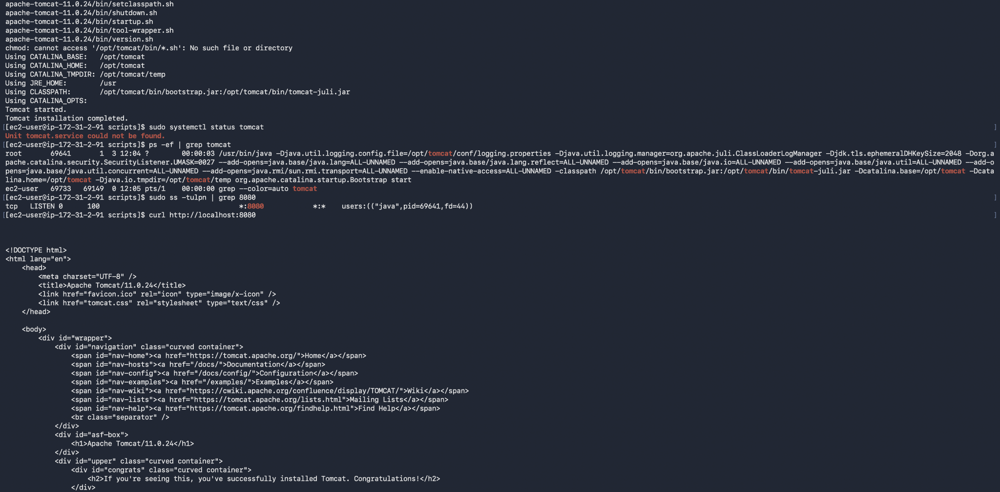 apache-tomcat-11.0.24/bin/setclasspath.sh
apache-tomcat-11.0.24/bin/shutdown.sh
apache-tomcat-11.0.24/bin/startup.sh
apache-tomcat-11.0.24/bin/tool-wrapper.sh
apache-tomcat-11.0.24/bin/version.sh
chmod: cannot access '/opt/tomcat/bin/*.sh': No such file or directory
Using CATALINA_BASE:   /opt/tomcat
Using CATALINA_HOME:   /opt/tomcat
Using CATALINA_TMPDIR: /opt/tomcat/temp
Using JRE_HOME:        /usr
Using CLASSPATH:       /opt/tomcat/bin/bootstrap.jar:/opt/tomcat/bin/tomcat-juli.jar
Using CATALINA_OPTS:
Tomcat started.
Tomcat installation completed.
[[ec2-user@ip-172-31-2-91 scripts]$ sudo systemctl status tomcat ]
Unit tomcat.service could not be found.
[[ec2-user@ip-172-31-2-91 scripts]$ ps -ef | grep tomcat ]
root       69641       1  3 12:04 ?        00:00:03 /usr/bin/java -Djava.util.logging.config.file=/opt/tomcat/conf/logging.properties -Djava.util.logging.manager=org.apache.juli.ClassLoaderLogManager -Djdk.tls.ephemeralDHKeySize=2048 -Dorg.a
pache.catalina.security.SecurityListener.UMASK=0027 --add-opens=java.base/java.lang=ALL-UNNAMED --add-opens=java.base/java.lang.reflect=ALL-UNNAMED --add-opens=java.base/java.io=ALL-UNNAMED --add-opens=java.base/java.util=ALL-UNNAMED --add-o
pens=java.base/java.util.concurrent=ALL-UNNAMED --add-opens=java.rmi/sun.rmi.transport=ALL-UNNAMED --enable-native-access=ALL-UNNAMED -classpath /opt/tomcat/bin/bootstrap.jar:/opt/tomcat/bin/tomcat-juli.jar -Dcatalina.base=/opt/tomcat -Dcata
lina.home=/opt/tomcat -Djava.io.tmpdir=/opt/tomcat/temp org.apache.catalina.startup.Bootstrap start
ec2-user   69733   69149  0 12:05 pts/1    00:00:00 grep --color=auto tomcat
[[ec2-user@ip-172-31-2-91 scripts]$ sudo ss -tulpn | grep 8080 ]
tcp   LISTEN 0      100                                  *:8080            *:*    users:(("java",pid=69641,fd=44))
[[ec2-user@ip-172-31-2-91 scripts]$ curl http://localhost:8080 ]
<!DOCTYPE html>
<html lang="en">
    <head>
        <meta charset="UTF-8" />
        <title>Apache Tomcat/11.0.24</title>
        <link href="favicon.ico" rel="icon" type="image/x-icon" />
        <link href="tomcat.css" rel="stylesheet" type="text/css" />
    </head>
    <body>
        <div id="wrapper">
            <div id="navigation" class="curved container">
                <span id="nav-home"><a href="https://tomcat.apache.org/">Home</a></span>
                <span id="nav-hosts"><a href="/docs/">Documentation</a></span>
                <span id="nav-config"><a href="/docs/config/">Configuration</a></span>
                <span id="nav-examples"><a href="/examples/">Examples</a></span>
                <span id="nav-wiki"><a href="https://cwiki.apache.org/confluence/display/TOMCAT/">Wiki</a></span>
                <span id="nav-lists"><a href="https://tomcat.apache.org/lists.html">Mailing Lists</a></span>
                <span id="nav-help"><a href="https://tomcat.apache.org/findhelp.html">Find Help</a></span>
                <br class="separator" />
            </div>
            <div id="asf-box">
                <h1>Apache Tomcat/11.0.24</h1>
            </div>
            <div id="upper" class="curved container">
                <div id="congrats" class="curved container">
                    <h2>If you're seeing this, you've successfully installed Tomcat. Congratulations!</h2>
                </div>